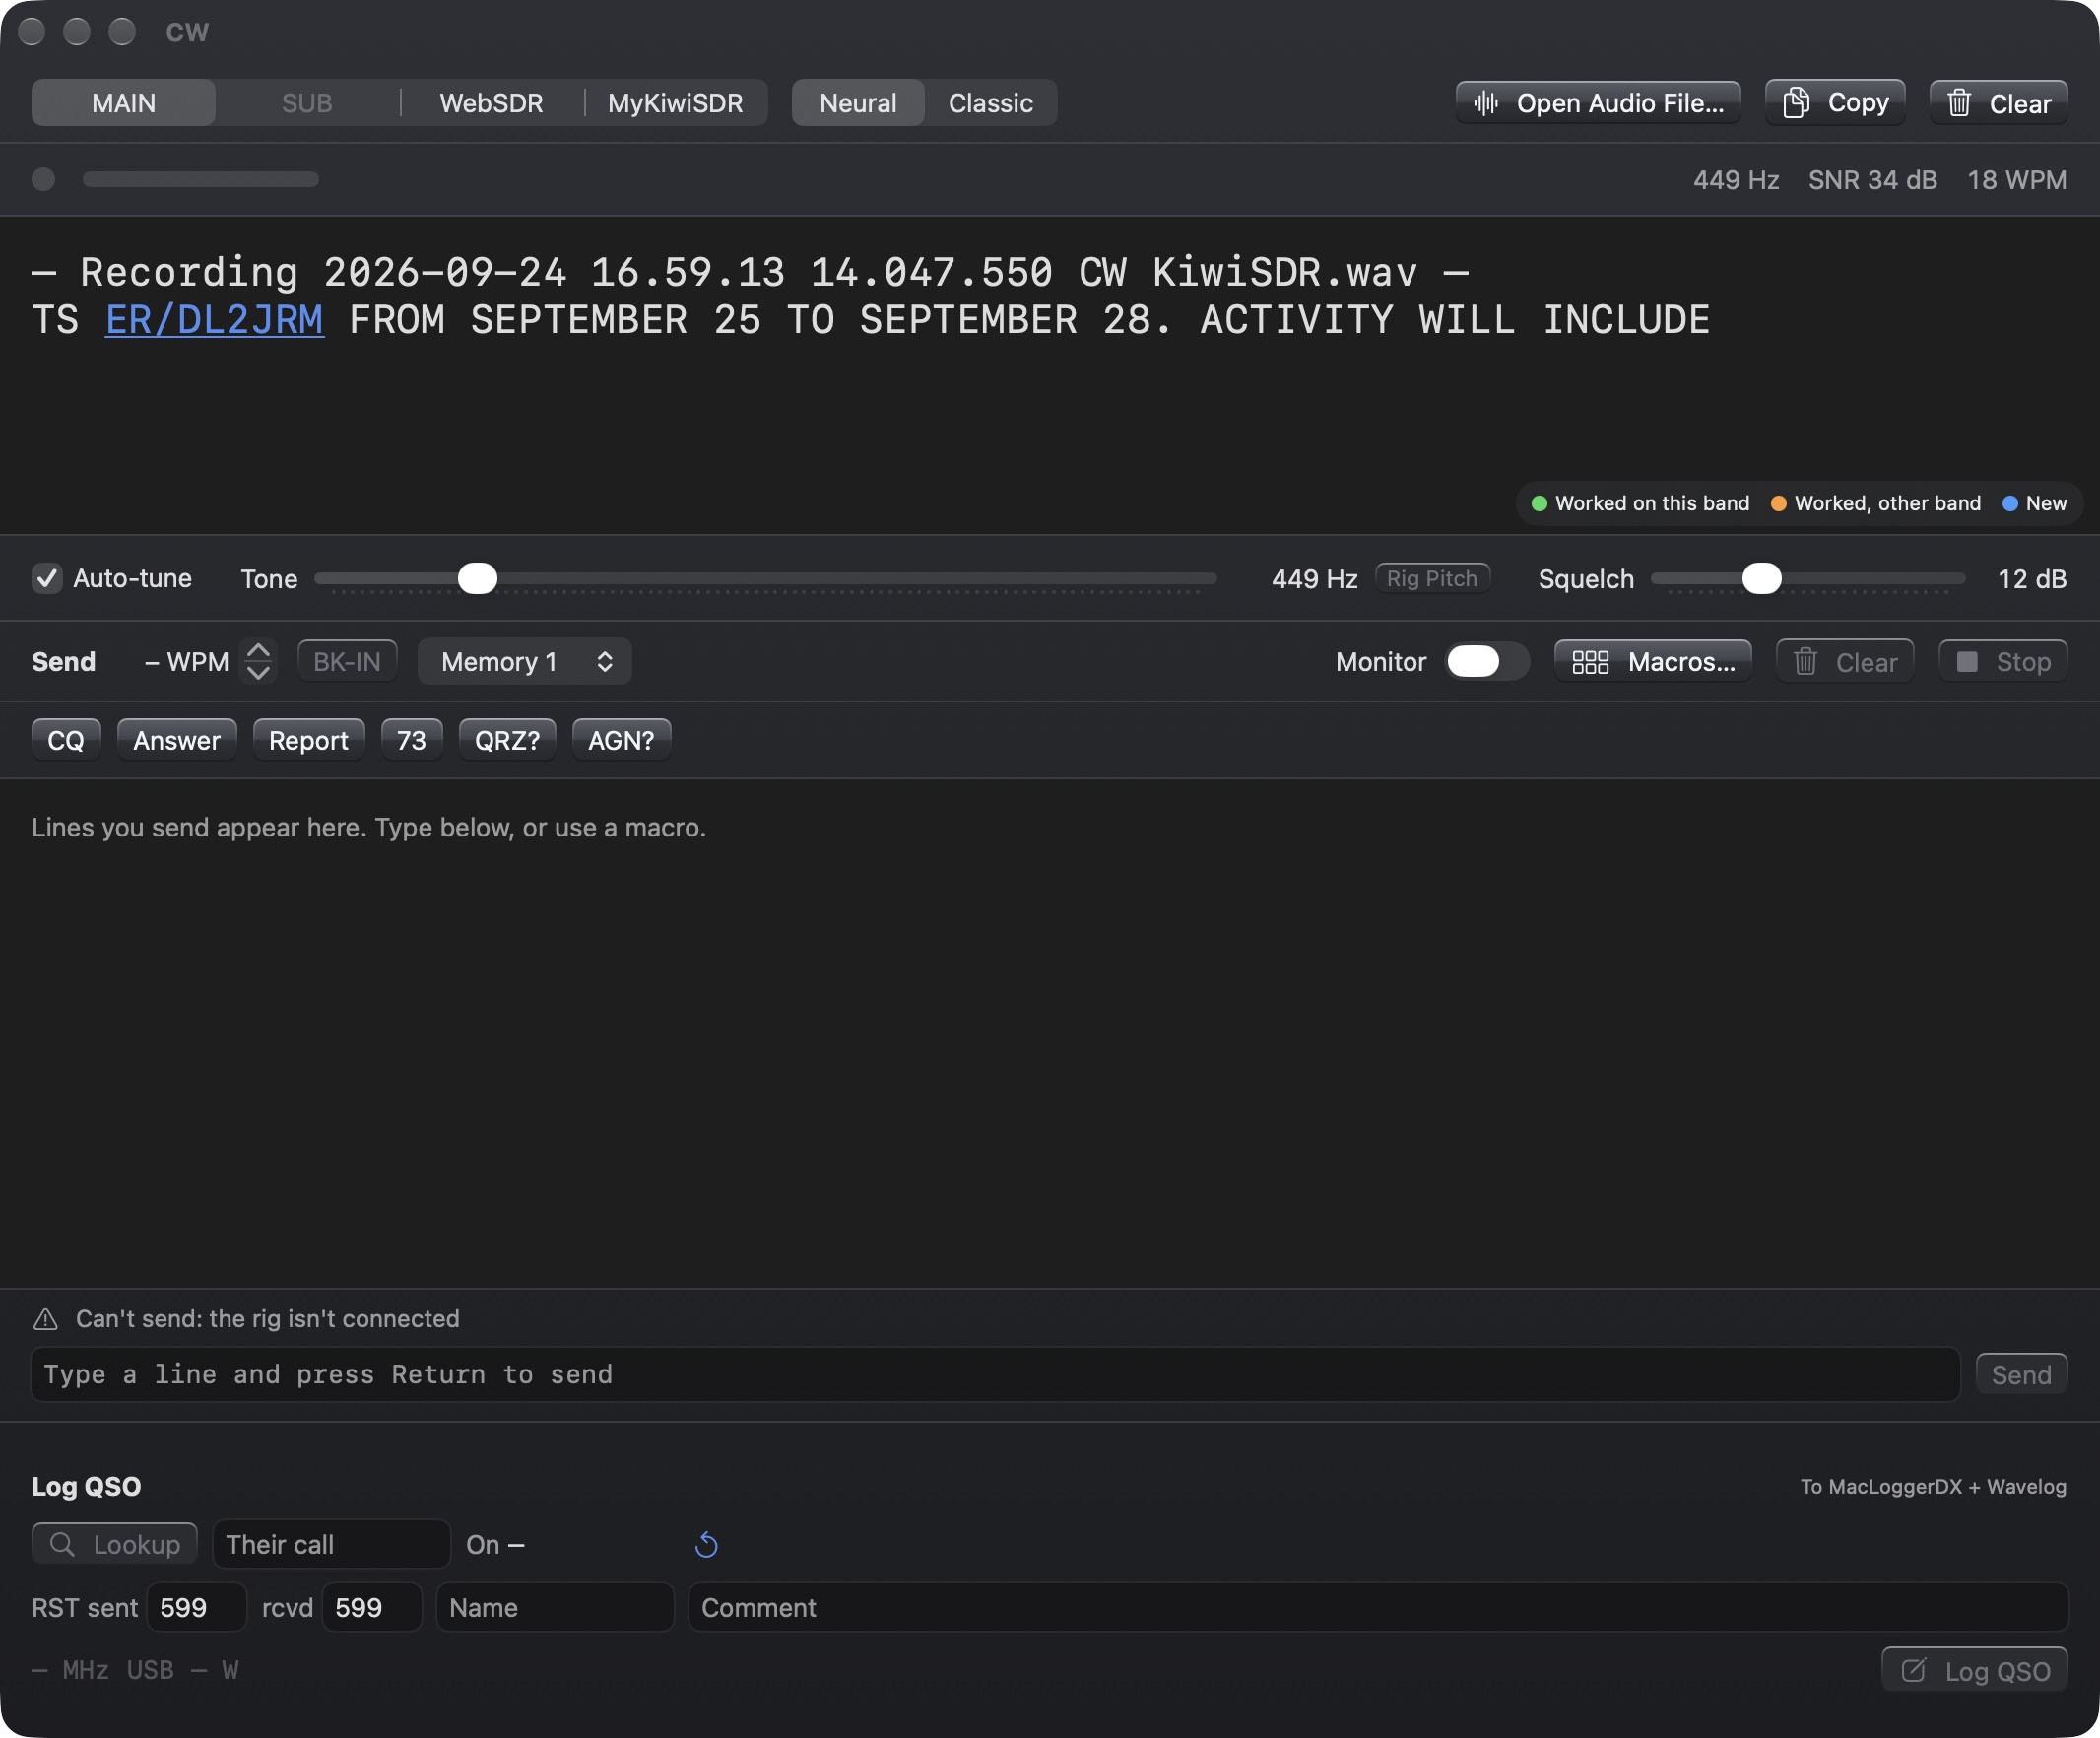 CW
MAIN SUB WebSDR MyKiwiSDR Neural Classic Open Audio File... Copy Clear
449 Hz SNR 34 dB 18 WPM
— Recording 2026-09-24 16.59.13 14.047.550 CW KiwiSDR.wav —
TS ER/DL2JRM FROM SEPTEMBER 25 TO SEPTEMBER 28. ACTIVITY WILL INCLUDE
Worked on this band Worked, other band New
Auto-tune Tone 449 Hz Rig Pitch Squelch 12 dB
Send – WPM BK-IN Memory 1 Monitor Macros... Clear Stop
CQ Answer Report 73 QRZ? AGN?
Lines you send appear here. Type below, or use a macro.
Can't send: the rig isn't connected
Type a line and press Return to send Send
Log QSO To MacLoggerDX + Wavelog
Lookup Their call On —
RST sent 599 rcvd 599 Name Comment
— MHz USB — W Log QSO